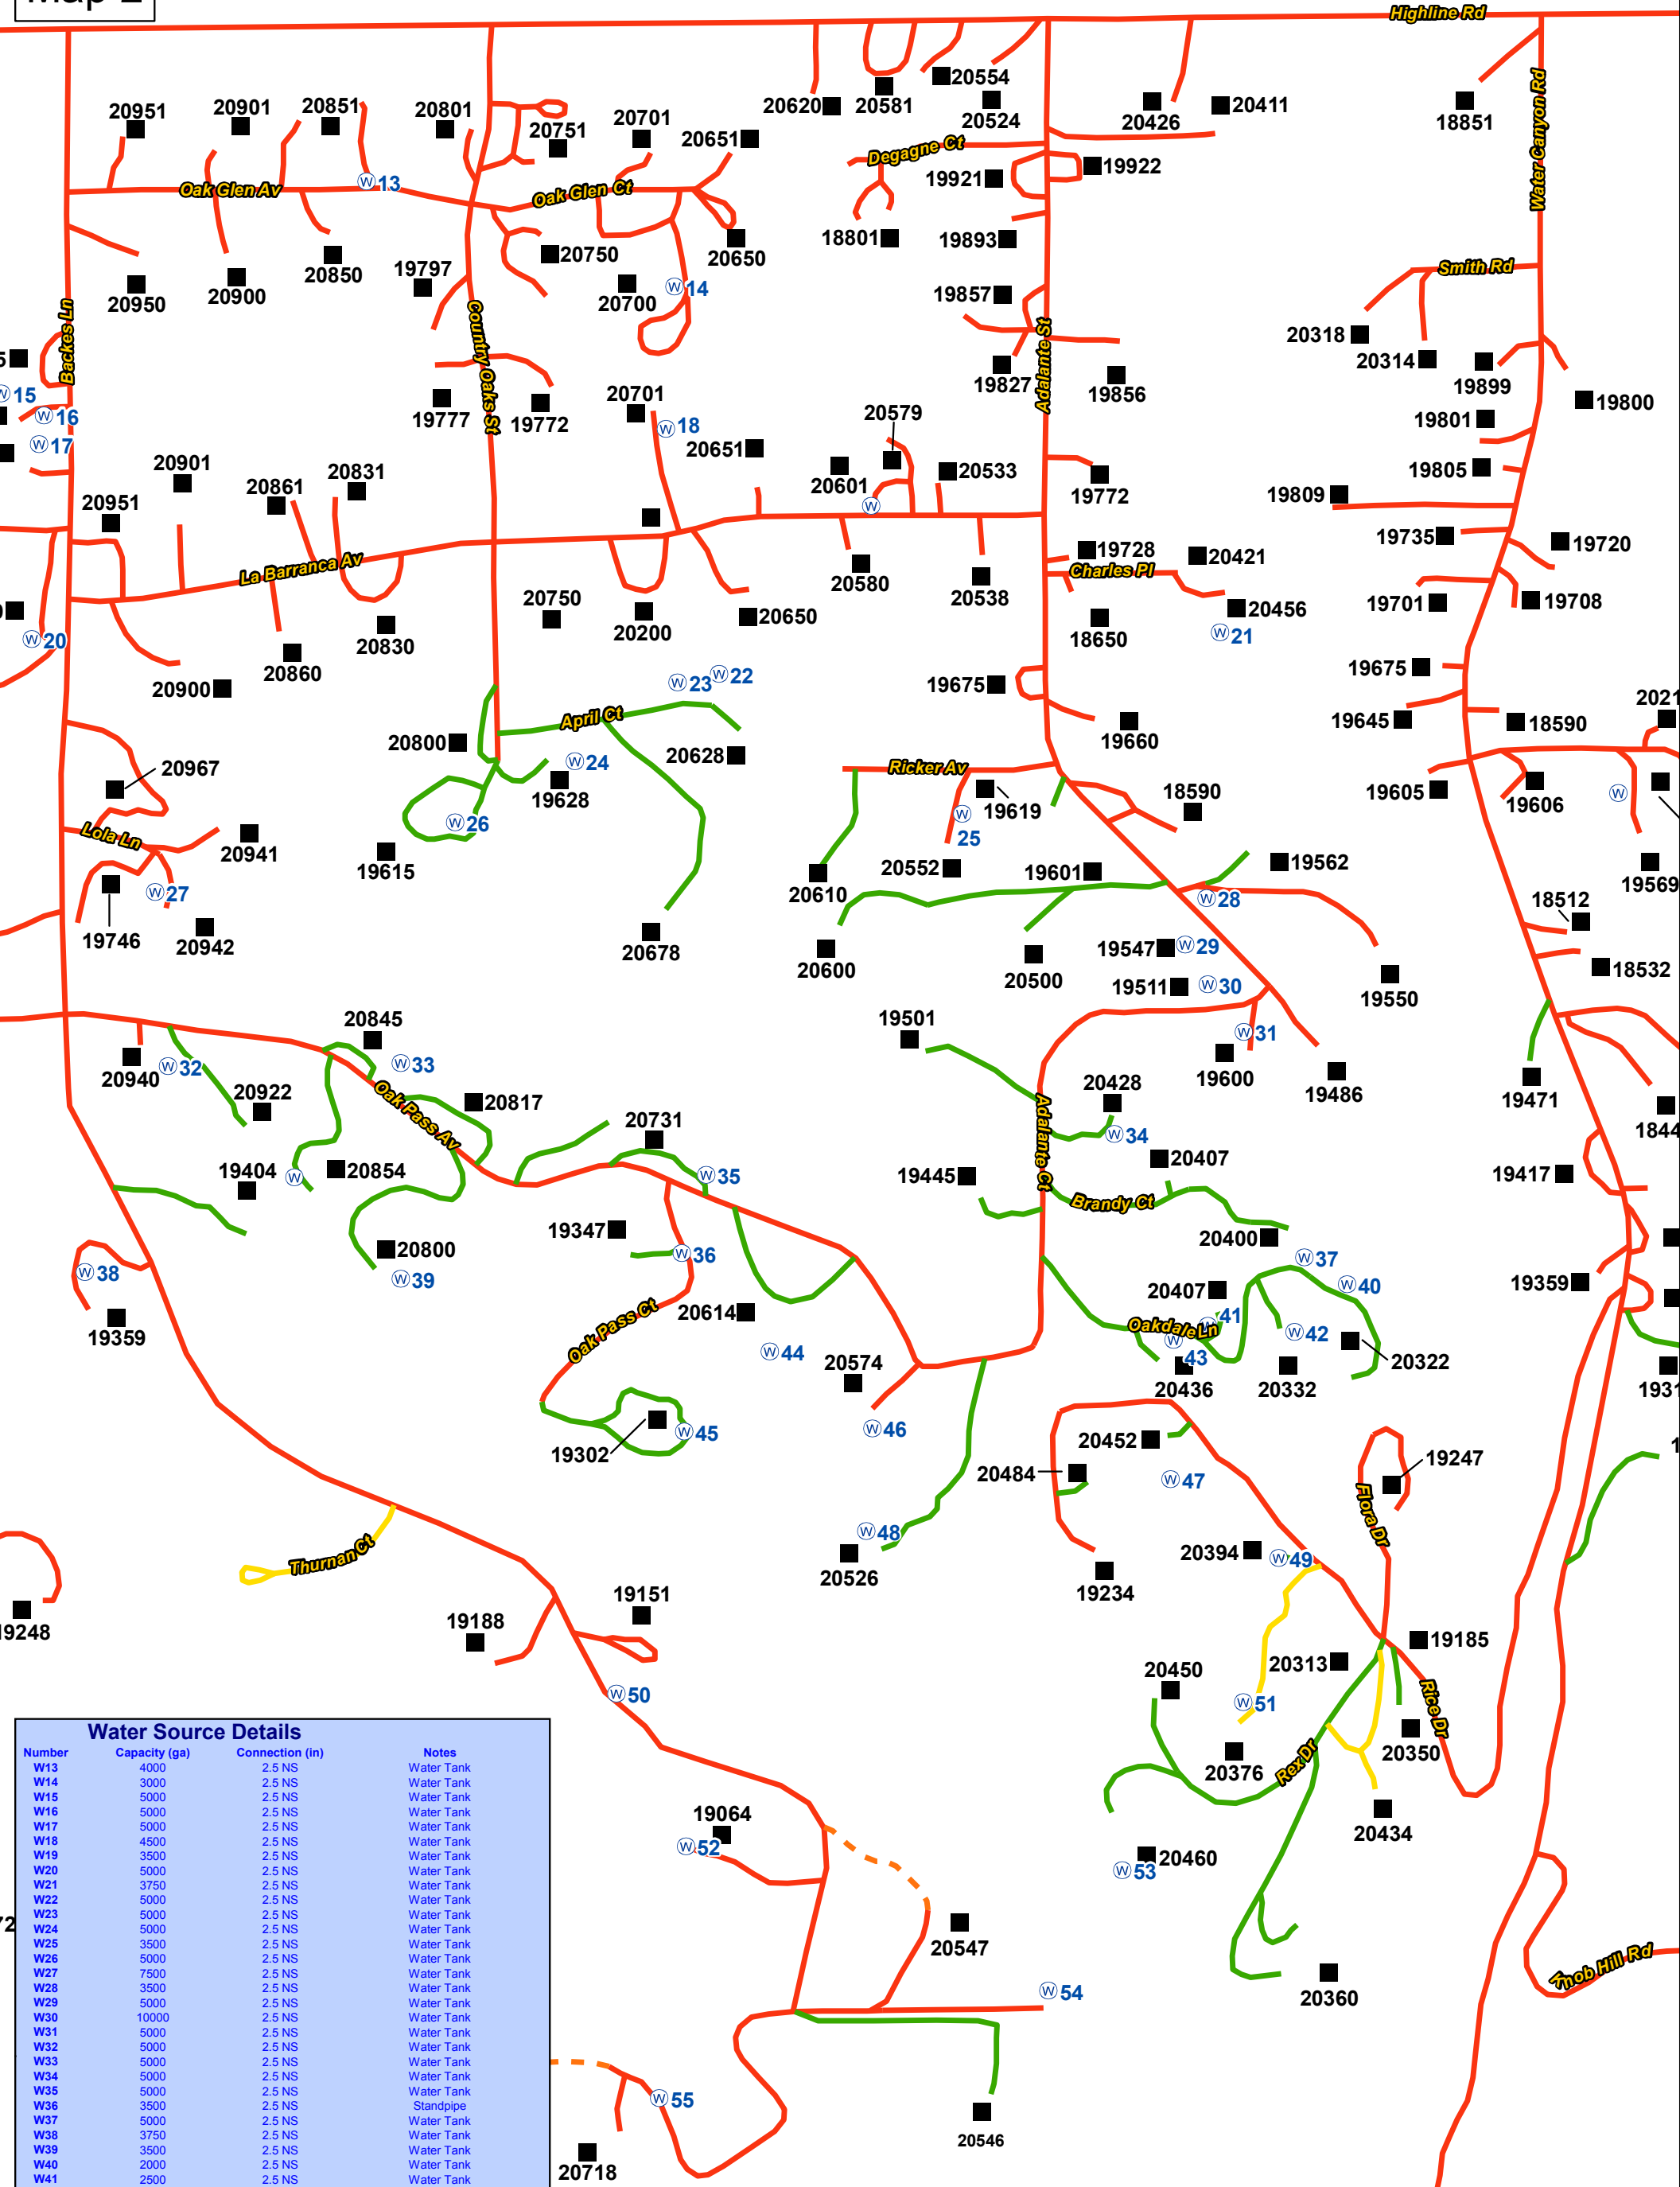 Map 2
Highline Rd
20951
20901
20851
20801
20751
20701
20651
20620
20581
20554
20524
20426
20411
18851
Water Canyon Rd
Oak Glen Av
W 13
Oak Glen Ct
Degagne Ct
19921
19922
20950
20900
20850
19797
20750
20700
W 14
20650
18801
19893
Smith Rd
Backes Ln
Country Oaks St
19857
Adalante St
20318
20314
19899
19800
W 15
W 16
W 17
19777
19772
20701
W 18
20651
20579
19827
19856
19801
20951
20901
20861
20831
20601
W
20533
19772
19805
19809
19735
19720
La Barranca Av
20580
20538
19728
Charles Pl
20421
20456
W 21
18650
19701
19708
W 20
20900
20860
20830
20750
20200
20650
W 23
W 22
19675
19660
19675
19645
18590
20967
20800
April Ct
W 24
19628
20628
Ricker Av
19619
18590
19605
19606
W
Lola Ln
20941
W 26
19615
W 25
20610
20552
19601
19562
19569
W 27
19746
20942
20678
20600
20500
W 28
19547
W 29
19511
W 30
19550
18512
18532
20940
W 32
20845
W 33
20922
Oak Pass Av
20817
19501
W 31
19600
19486
19471
20428
W 34
Adalante Ct
19404
W
20854
20731
W 35
19445
20407
Brandy Ct
19417
W 38
19359
20800
W 39
19347
W 36
20400
W 37
W 40
19359
Oak Pass Ct
20614
W 44
20407
W 41
Oakdale Ln
W 43
20436
W 42
20332
20322
20574
W 46
19302
W 45
20452
20484
W 47
19247
Flora Dr
Thurnan Ct
W 48
20526
19234
20394
W 49
19248
19188
19151
W 50
20450
W 51
20313
19185
Rice Dr
20350
20376
Rex Dr
20434
19064
W 52
20460
W 53
20547
20360
Knob Hill Rd
W 54
W 55
20546
20718
Water Source Details
Number Capacity (ga) Connection (in) Notes
W13 4000 2.5 NS Water Tank
W14 3000 2.5 NS Water Tank
W15 5000 2.5 NS Water Tank
W16 5000 2.5 NS Water Tank
W17 5000 2.5 NS Water Tank
W18 4500 2.5 NS Water Tank
W19 3500 2.5 NS Water Tank
W20 5000 2.5 NS Water Tank
W21 3750 2.5 NS Water Tank
W22 5000 2.5 NS Water Tank
W23 5000 2.5 NS Water Tank
W24 5000 2.5 NS Water Tank
W25 3500 2.5 NS Water Tank
W26 5000 2.5 NS Water Tank
W27 7500 2.5 NS Water Tank
W28 3500 2.5 NS Water Tank
W29 5000 2.5 NS Water Tank
W30 10000 2.5 NS Water Tank
W31 5000 2.5 NS Water Tank
W32 5000 2.5 NS Water Tank
W33 5000 2.5 NS Water Tank
W34 5000 2.5 NS Water Tank
W35 5000 2.5 NS Water Tank
W36 3500 2.5 NS Standpipe
W37 5000 2.5 NS Water Tank
W38 3750 2.5 NS Water Tank
W39 3500 2.5 NS Water Tank
W40 2000 2.5 NS Water Tank
W41 2500 2.5 NS Water Tank